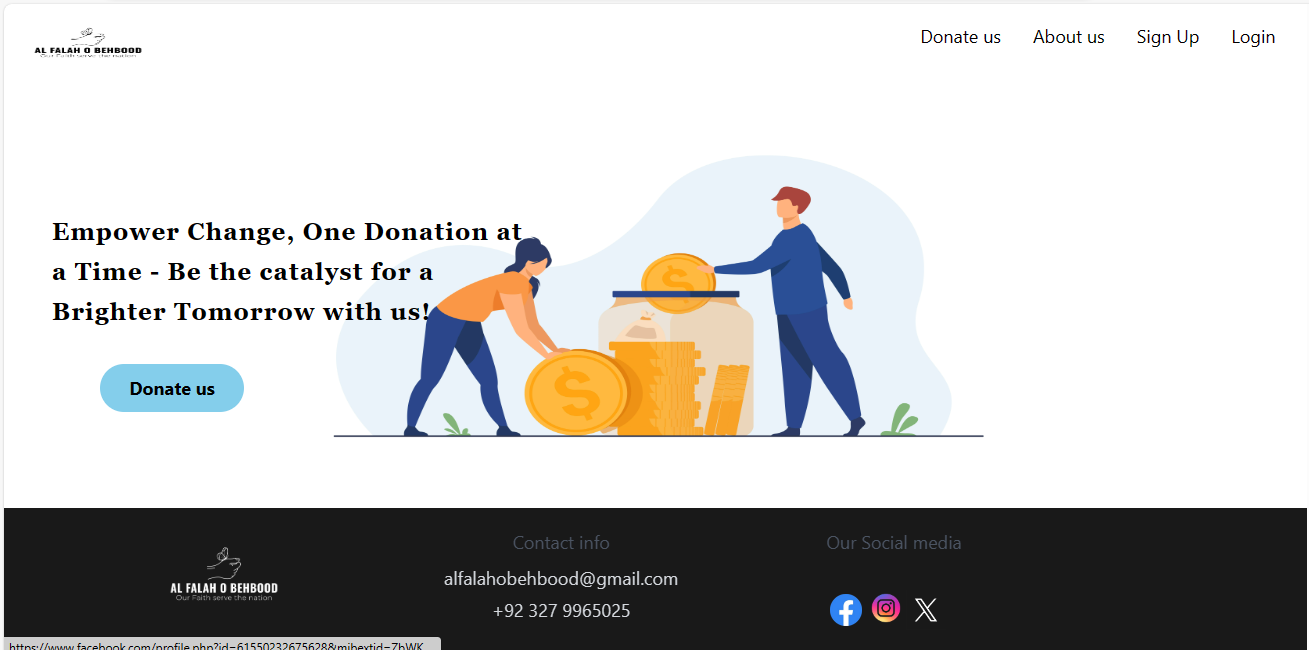 AL FALAH O BEHBOOD
Our Faith serve the nation
Donate us
About us
Sign Up
Login
Empower Change, One Donation at
a Time - Be the catalyst for a
Brighter Tomorrow with us!
Donate us
AL FALAH O BEHBOOD
Our Faith serve the nation
Contact info
alfalahobehbood@gmail.com
+92 327 9965025
Our Social media
https://www.facebook.com/profile.php?id=61550232675628&mibextid=ZbWK...